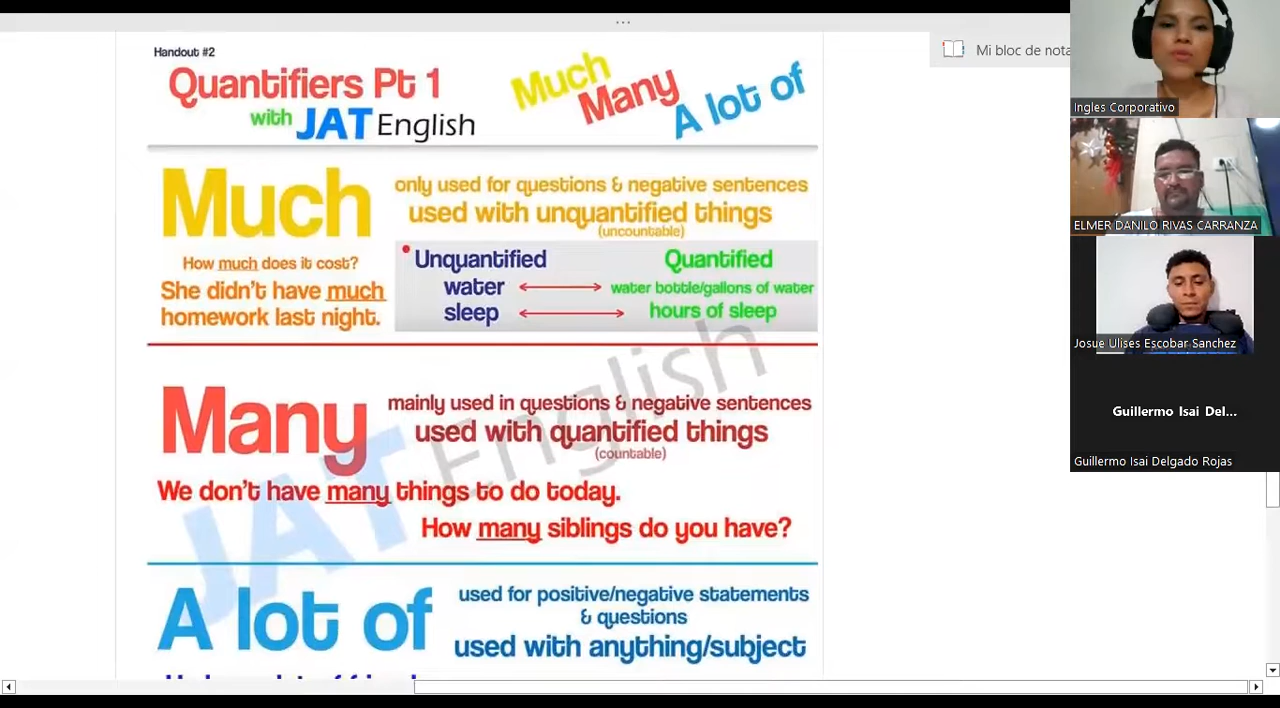 ...
Handout #2
Quantifiers Pt 1
with JAT English
Much
Many
A lot of
Much
only used for questions & negative sentences
used with unquantified things
(uncountable)
How much does it cost?
She didn't have much
homework last night.
Unquantified
Quantified
water
water bottle/gallons of water
sleep
hours of sleep
Many
mainly used in questions & negative sentences
used with quantified things
(countable)
We don't have many things to do today.
How many siblings do you have?
A lot of
used for positive/negative statements
& questions
used with anything/subject
JAT English
Mi bloc de nota
Ingles Corporativo
ELMER DANILO RIVAS CARRANZA
Josue Ulises Escobar Sanchez
Guillermo Isai Del...
Guillermo Isai Delgado Rojas